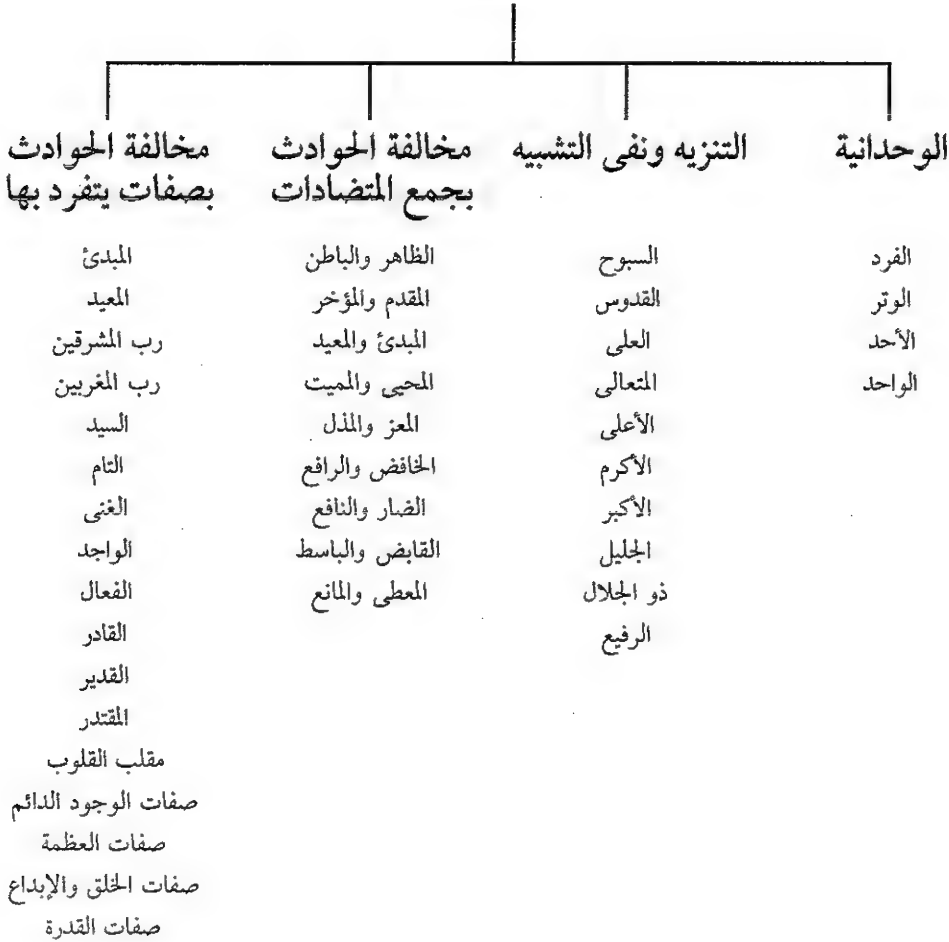 الوحدانية
الفرد
الوتر
الأحد
الواحد
التنزيه ونفى التشبيه
السبوح
القدوس
العلى
المتعالى
الأعلى
الأكرم
الأكبر
الجليل
ذو الجلال
الرفيع
مخالفة الحوادث
بجمع المتضادات
الظاهر والباطن
المقدم والمؤخر
المبدئ والمعيد
المحيى والمميت
المعز والمذل
الخافض والرافع
الضار والنافع
القابض والباسط
المعطى والمانع
مخالفة الحوادث
بصفات يتفرد بها
المبدئ
المعيد
رب المشرقين
رب المغربين
السيد
التام
الغنى
الواجد
الفعال
القادر
القدير
المقتدر
مقلب القلوب
صفات الوجود الدائم
صفات العظمة
صفات الخلق والإبداع
صفات القدرة